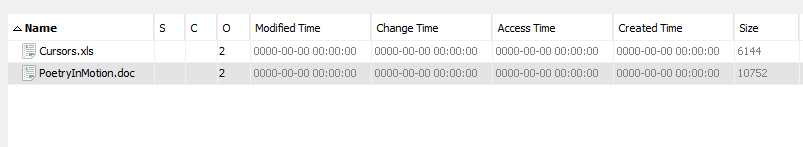 Name S C O Modified Time Change Time Access Time Created Time Size
Cursors.xls 2 0000-00-00 00:00:00 0000-00-00 00:00:00 0000-00-00 00:00:00 0000-00-00 00:00:00 6144
PoetryInMotion.doc 2 0000-00-00 00:00:00 0000-00-00 00:00:00 0000-00-00 00:00:00 0000-00-00 00:00:00 10752